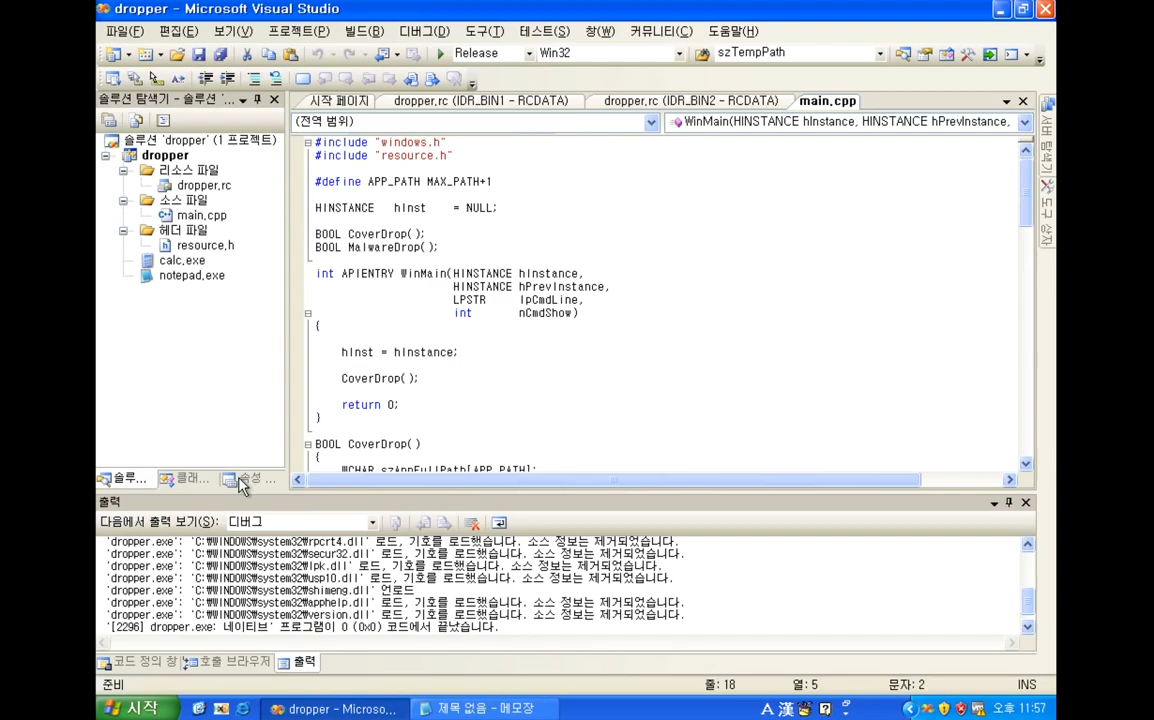 dropper - Microsoft Visual Studio
파일(F) 편집(E) 보기(V) 프로젝트(P) 빌드(B) 디버그(D) 도구(T) 테스트(S) 창(W) 커뮤니티(C) 도움말(H)
Release Win32 szTempPath
솔루션 탐색기 - 솔루션 '...
솔루션 'dropper' (1 프로젝트)
dropper
리소스 파일
dropper.rc
소스 파일
main.cpp
헤더 파일
resource.h
calc.exe
notepad.exe
솔루... 클래... 속성 ...
시작 페이지 dropper.rc (IDR_BIN1 - RCDATA) dropper.rc (IDR_BIN2 - RCDATA) main.cpp
(전역 범위) WinMain(HINSTANCE hInstance, HINSTANCE hPrevInstance,
#include "windows.h"
#include "resource.h"
#define APP_PATH MAX_PATH+1
HINSTANCE hInst = NULL;
BOOL CoverDrop();
BOOL MalwareDrop();
int APIENTRY WinMain(HINSTANCE hInstance,
HINSTANCE hPrevInstance,
LPSTR lpCmdLine,
int nCmdShow)
{
hInst = hInstance;
CoverDrop();
return 0;
}
BOOL CoverDrop()
{
WCHAR szAppFullPath[APP_PATH];
서버 탐색기
도구 상자
출력
다음에서 출력 보기(S): 디버그
'dropper.exe': 'C:₩WINDOWS₩system32₩rpcrt4.dll' 로드, 기호를 로드했습니다. 소스 정보는 제거되었습니다.
'dropper.exe': 'C:₩WINDOWS₩system32₩secur32.dll' 로드, 기호를 로드했습니다. 소스 정보는 제거되었습니다.
'dropper.exe': 'C:₩WINDOWS₩system32₩lpk.dll' 로드, 기호를 로드했습니다. 소스 정보는 제거되었습니다.
'dropper.exe': 'C:₩WINDOWS₩system32₩usp10.dll' 로드, 기호를 로드했습니다. 소스 정보는 제거되었습니다.
'dropper.exe': 'C:₩WINDOWS₩system32₩shimeng.dll' 언로드
'dropper.exe': 'C:₩WINDOWS₩system32₩apphelp.dll' 로드, 기호를 로드했습니다. 소스 정보는 제거되었습니다.
'dropper.exe': 'C:₩WINDOWS₩system32₩version.dll' 로드, 기호를 로드했습니다. 소스 정보는 제거되었습니다.
'[2296] dropper.exe: 네이티브' 프로그램이 0 (0x0) 코드에서 끝났습니다.
코드 정의 창 호출 브라우저 출력
준비 줄: 18 열: 5 문자: 2 INS
시작 dropper - Microso... 제목 없음 - 메모장 A 漢 오후 11:57